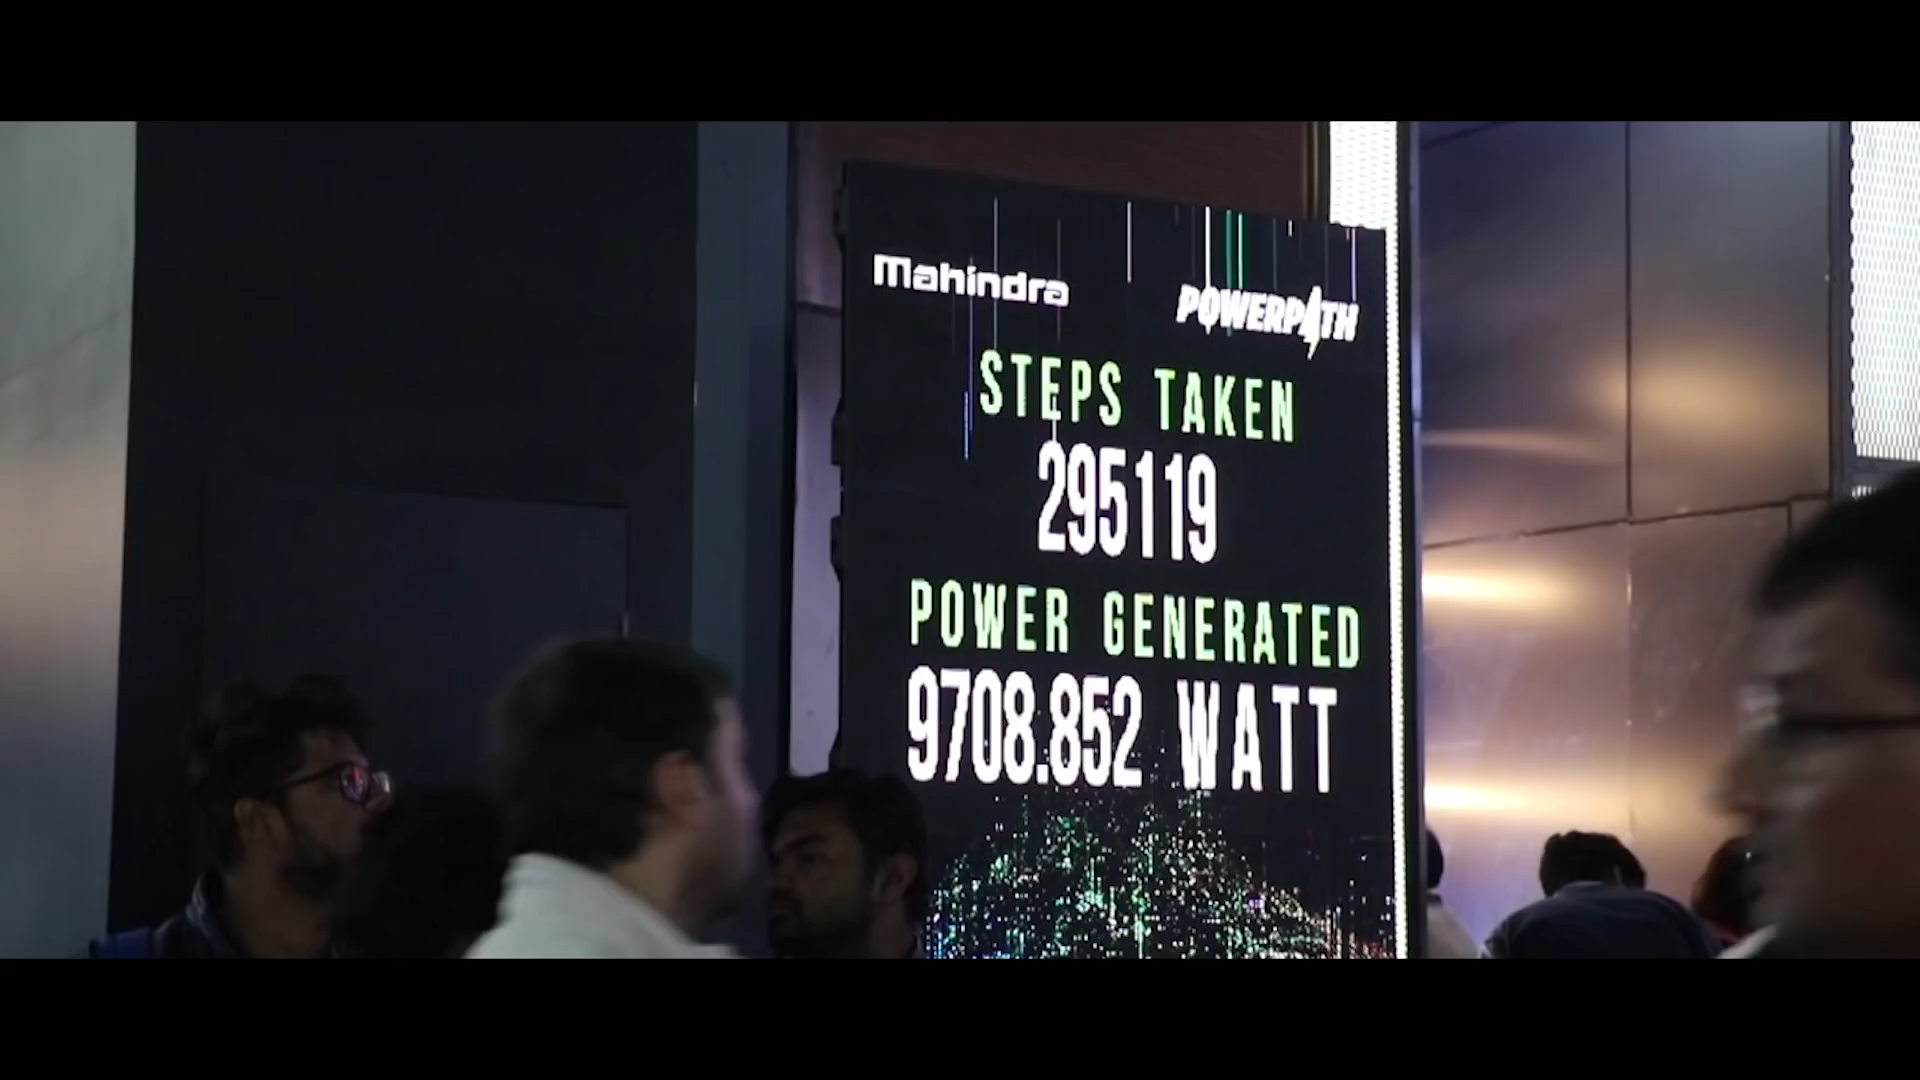 Mahindra
POWERPATH
STEPS TAKEN
295119
POWER GENERATED
9708.852 WATT